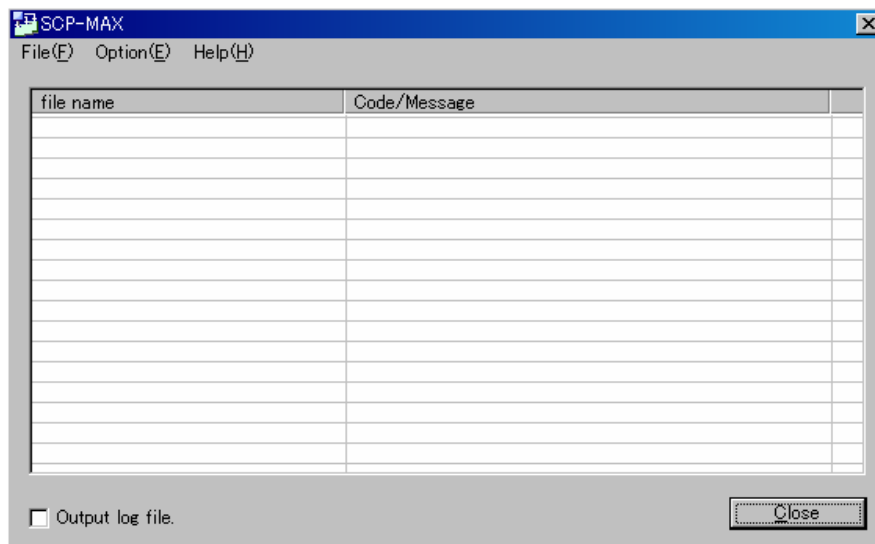 SCP-MAX
File(F) Option(E) Help(H)
file name Code/Message
Output log file.
Close